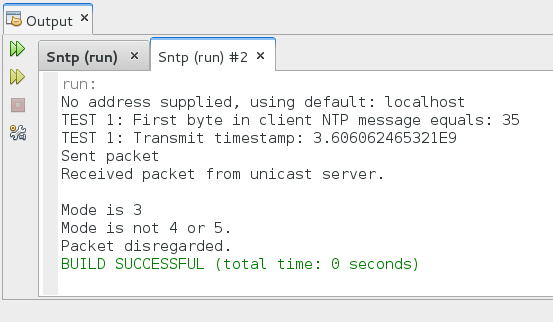 Output ×
Sntp (run) × Sntp (run) #2 ×
run:
No address supplied, using default: localhost
TEST 1: First byte in client NTP message equals: 35
TEST 1: Transmit timestamp: 3.606062465321E9
Sent packet
Received packet from unicast server.

Mode is 3
Mode is not 4 or 5.
Packet disregarded.
BUILD SUCCESSFUL (total time: 0 seconds)